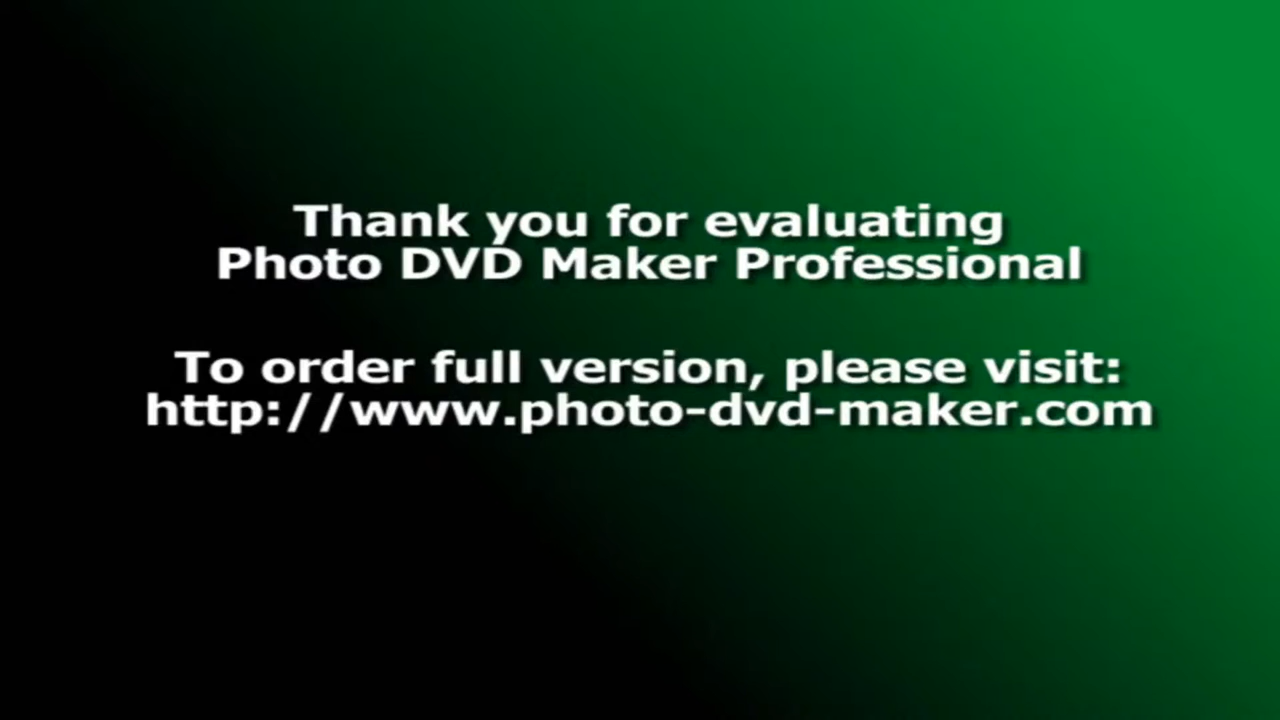 Thank you for evaluating
Photo DVD Maker Professional
To order full version, please visit:
http://www.photo-dvd-maker.com